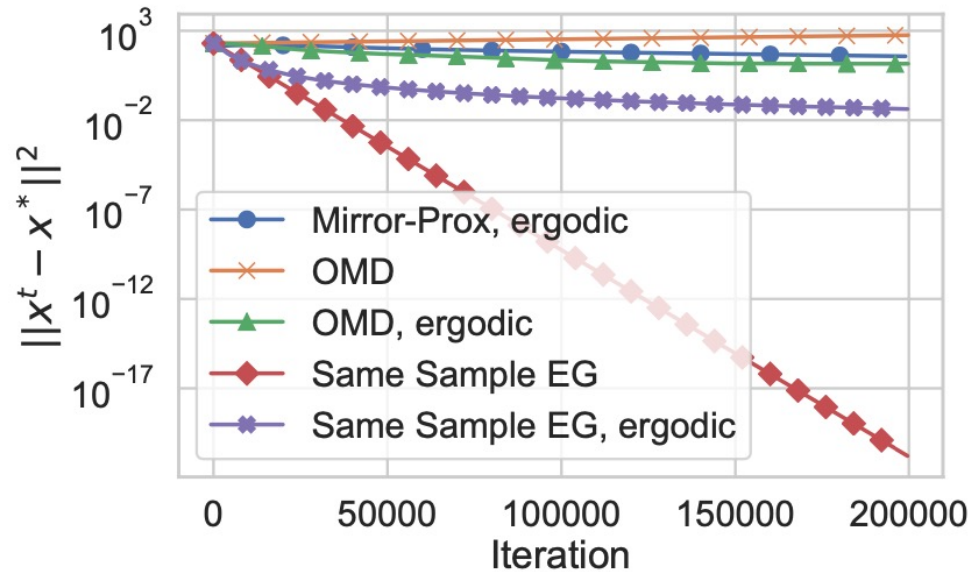 10^3
10^−2
10^−7
10^−12
10^−17
||x^t − x^*||^2
Mirror-Prox, ergodic
OMD
OMD, ergodic
Same Sample EG
Same Sample EG, ergodic
0 50000 100000 150000 200000
Iteration